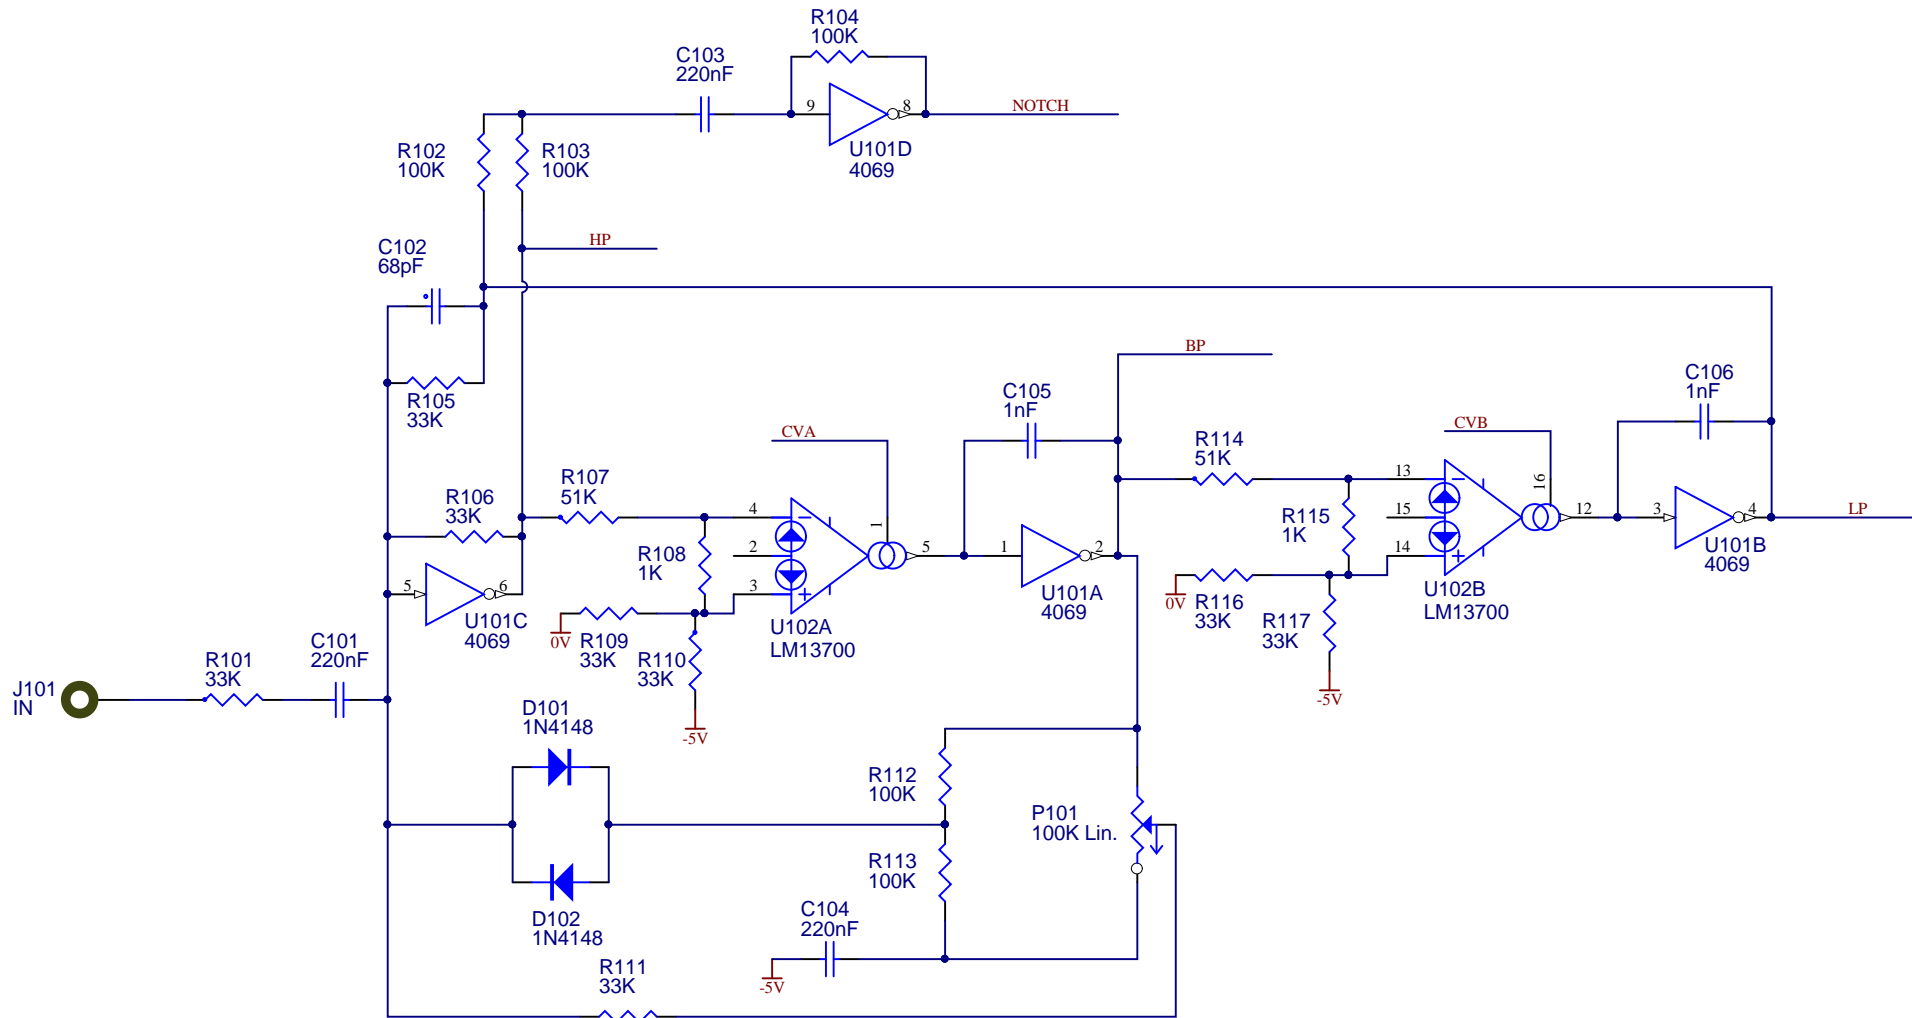 R104
100K
C103
220nF
9
8
NOTCH
U101D
4069
R102
100K
R103
100K
HP
C102
68pF
BP
R105
33K
C105
1nF
C106
1nF
CVA
CVB
R114
51K
R107
51K
R106
33K
4
1
2
3
5
R108
1K
13
15
14
16
12
R115
1K
3
4
LP
U101B
4069
1
2
U101A
4069
5
6
U101C
4069
0V
R109
33K
R110
33K
-5V
U102A
LM13700
0V
R116
33K
R117
33K
-5V
U102B
LM13700
J101
IN
R101
33K
C101
220nF
D101
1N4148
D102
1N4148
R112
100K
R113
100K
P101
100K Lin.
C104
220nF
-5V
R111
33K